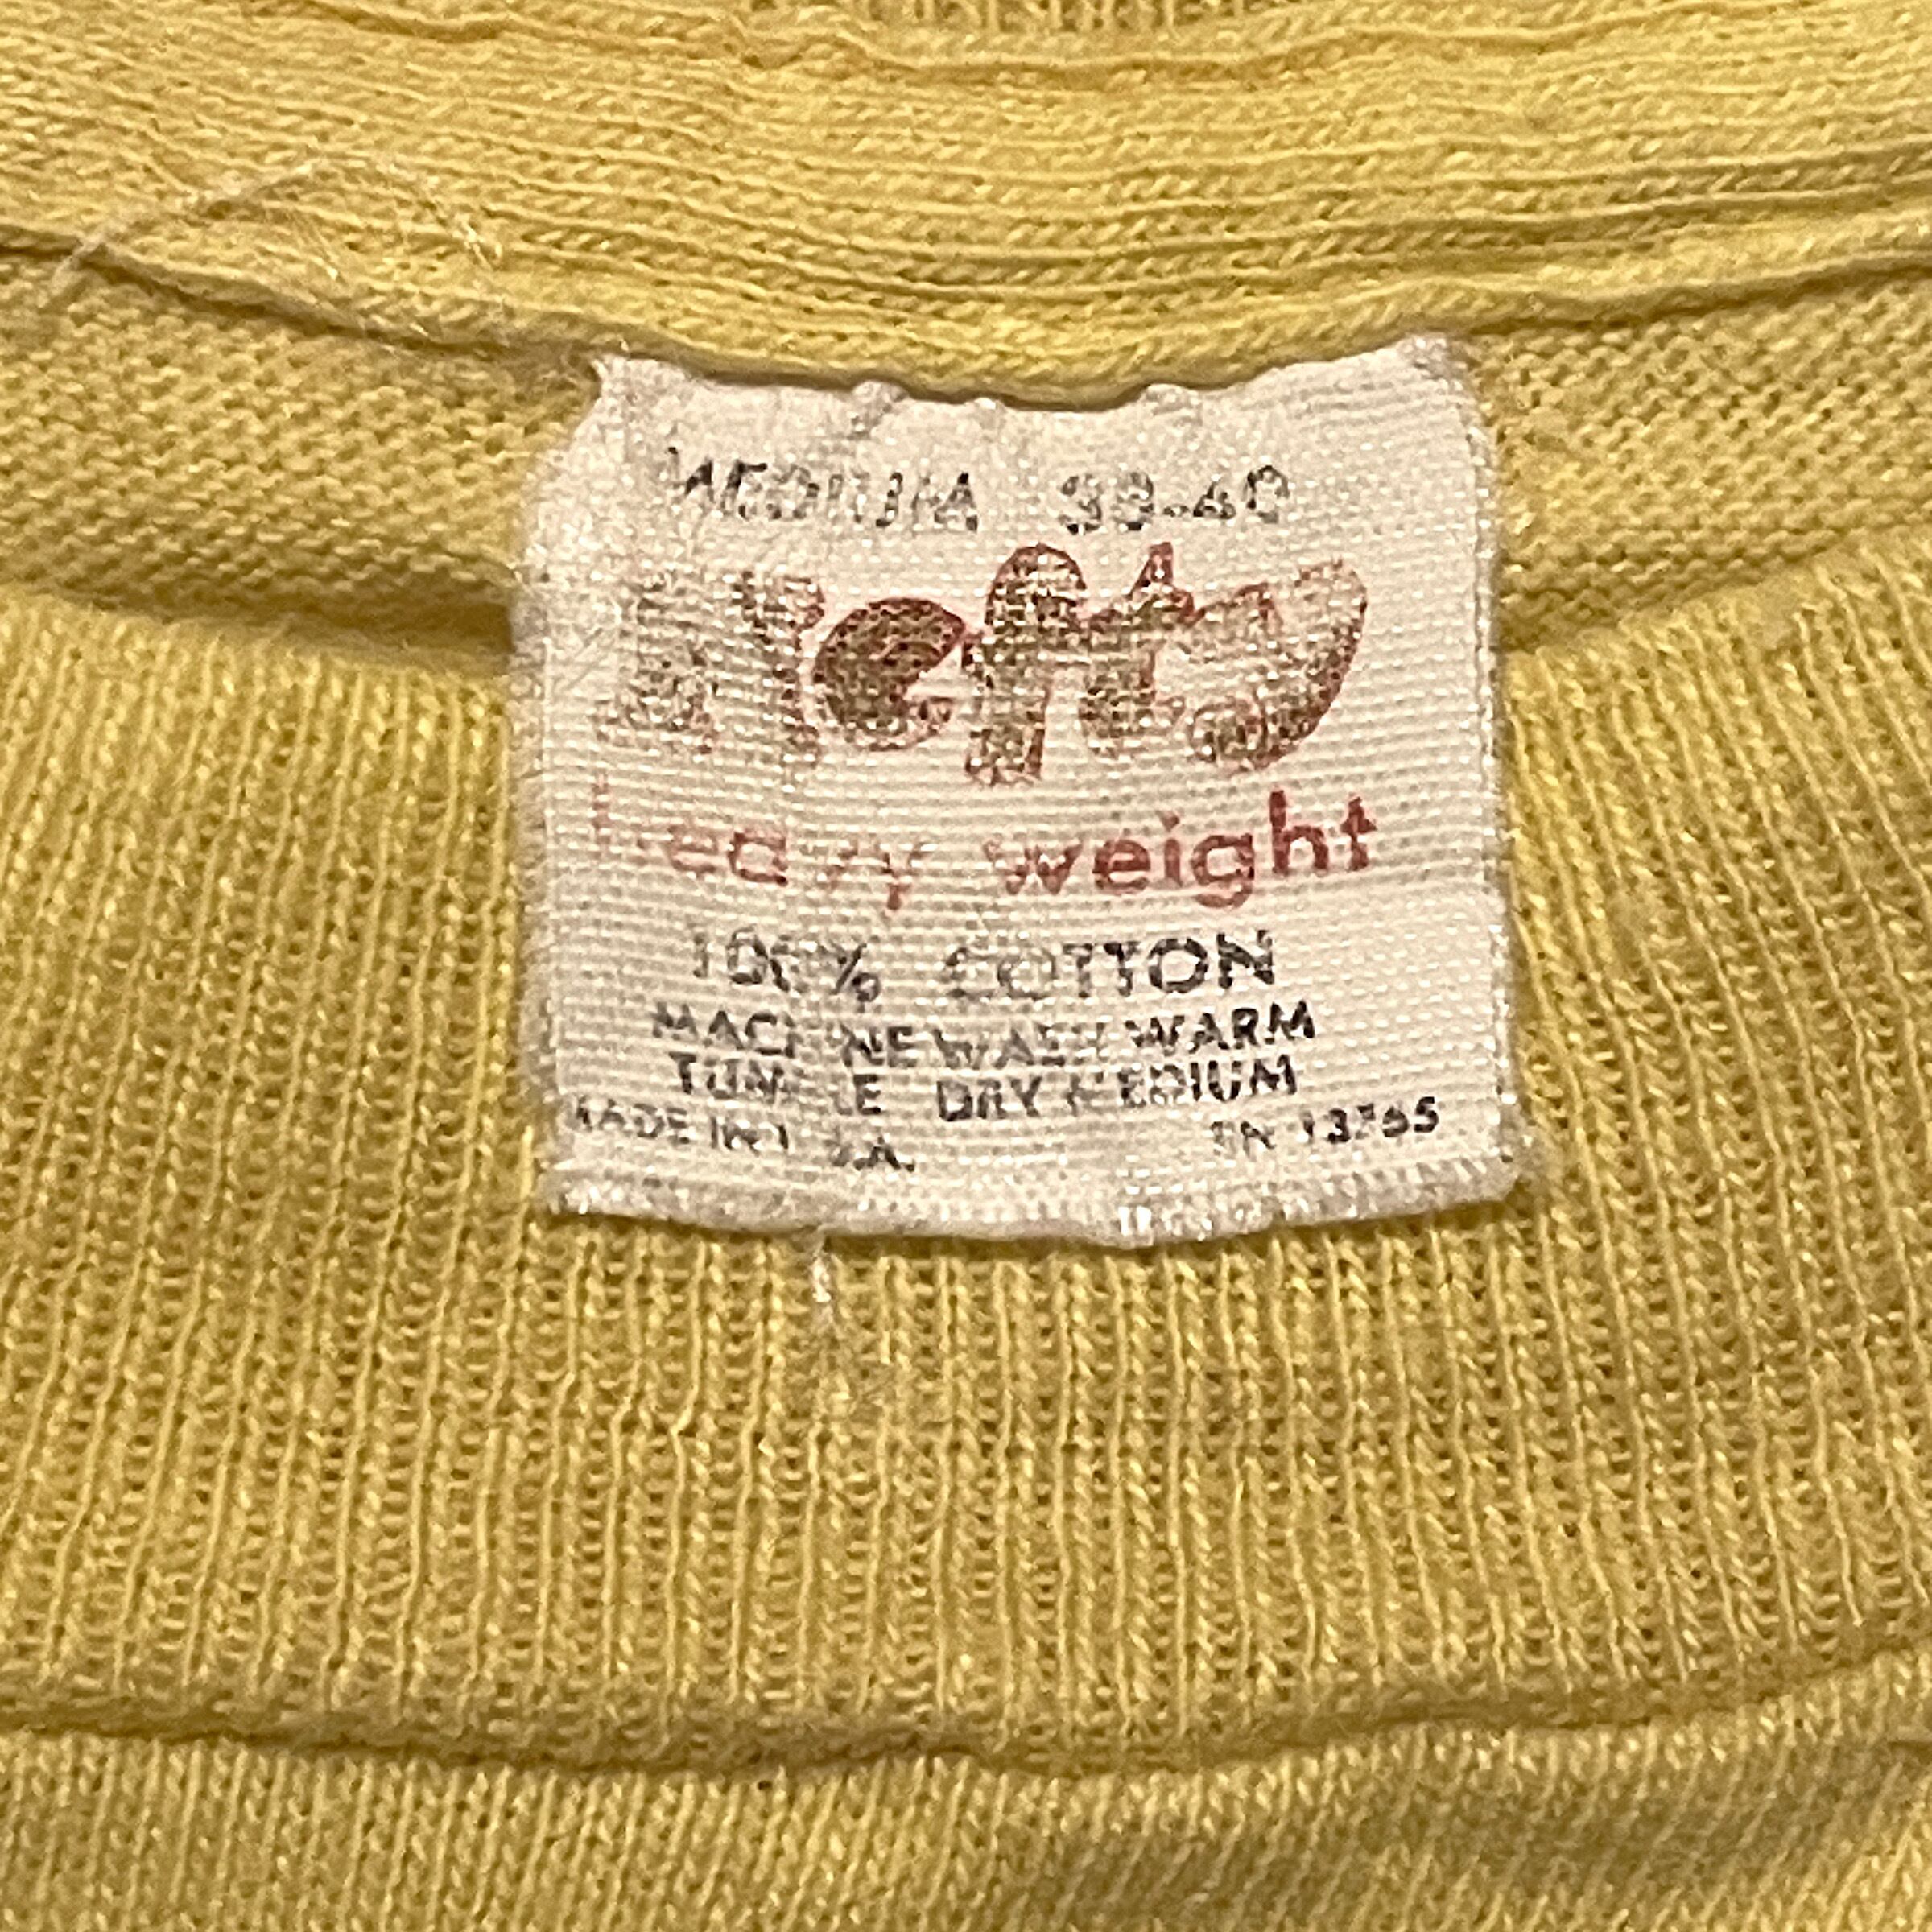 MEDIUM 38-40
Hefty
heavy weight
100% COTTON
MACHINE WASH WARM
TUMBLE DRY MEDIUM
MADE IN U.S.A. RN 13765